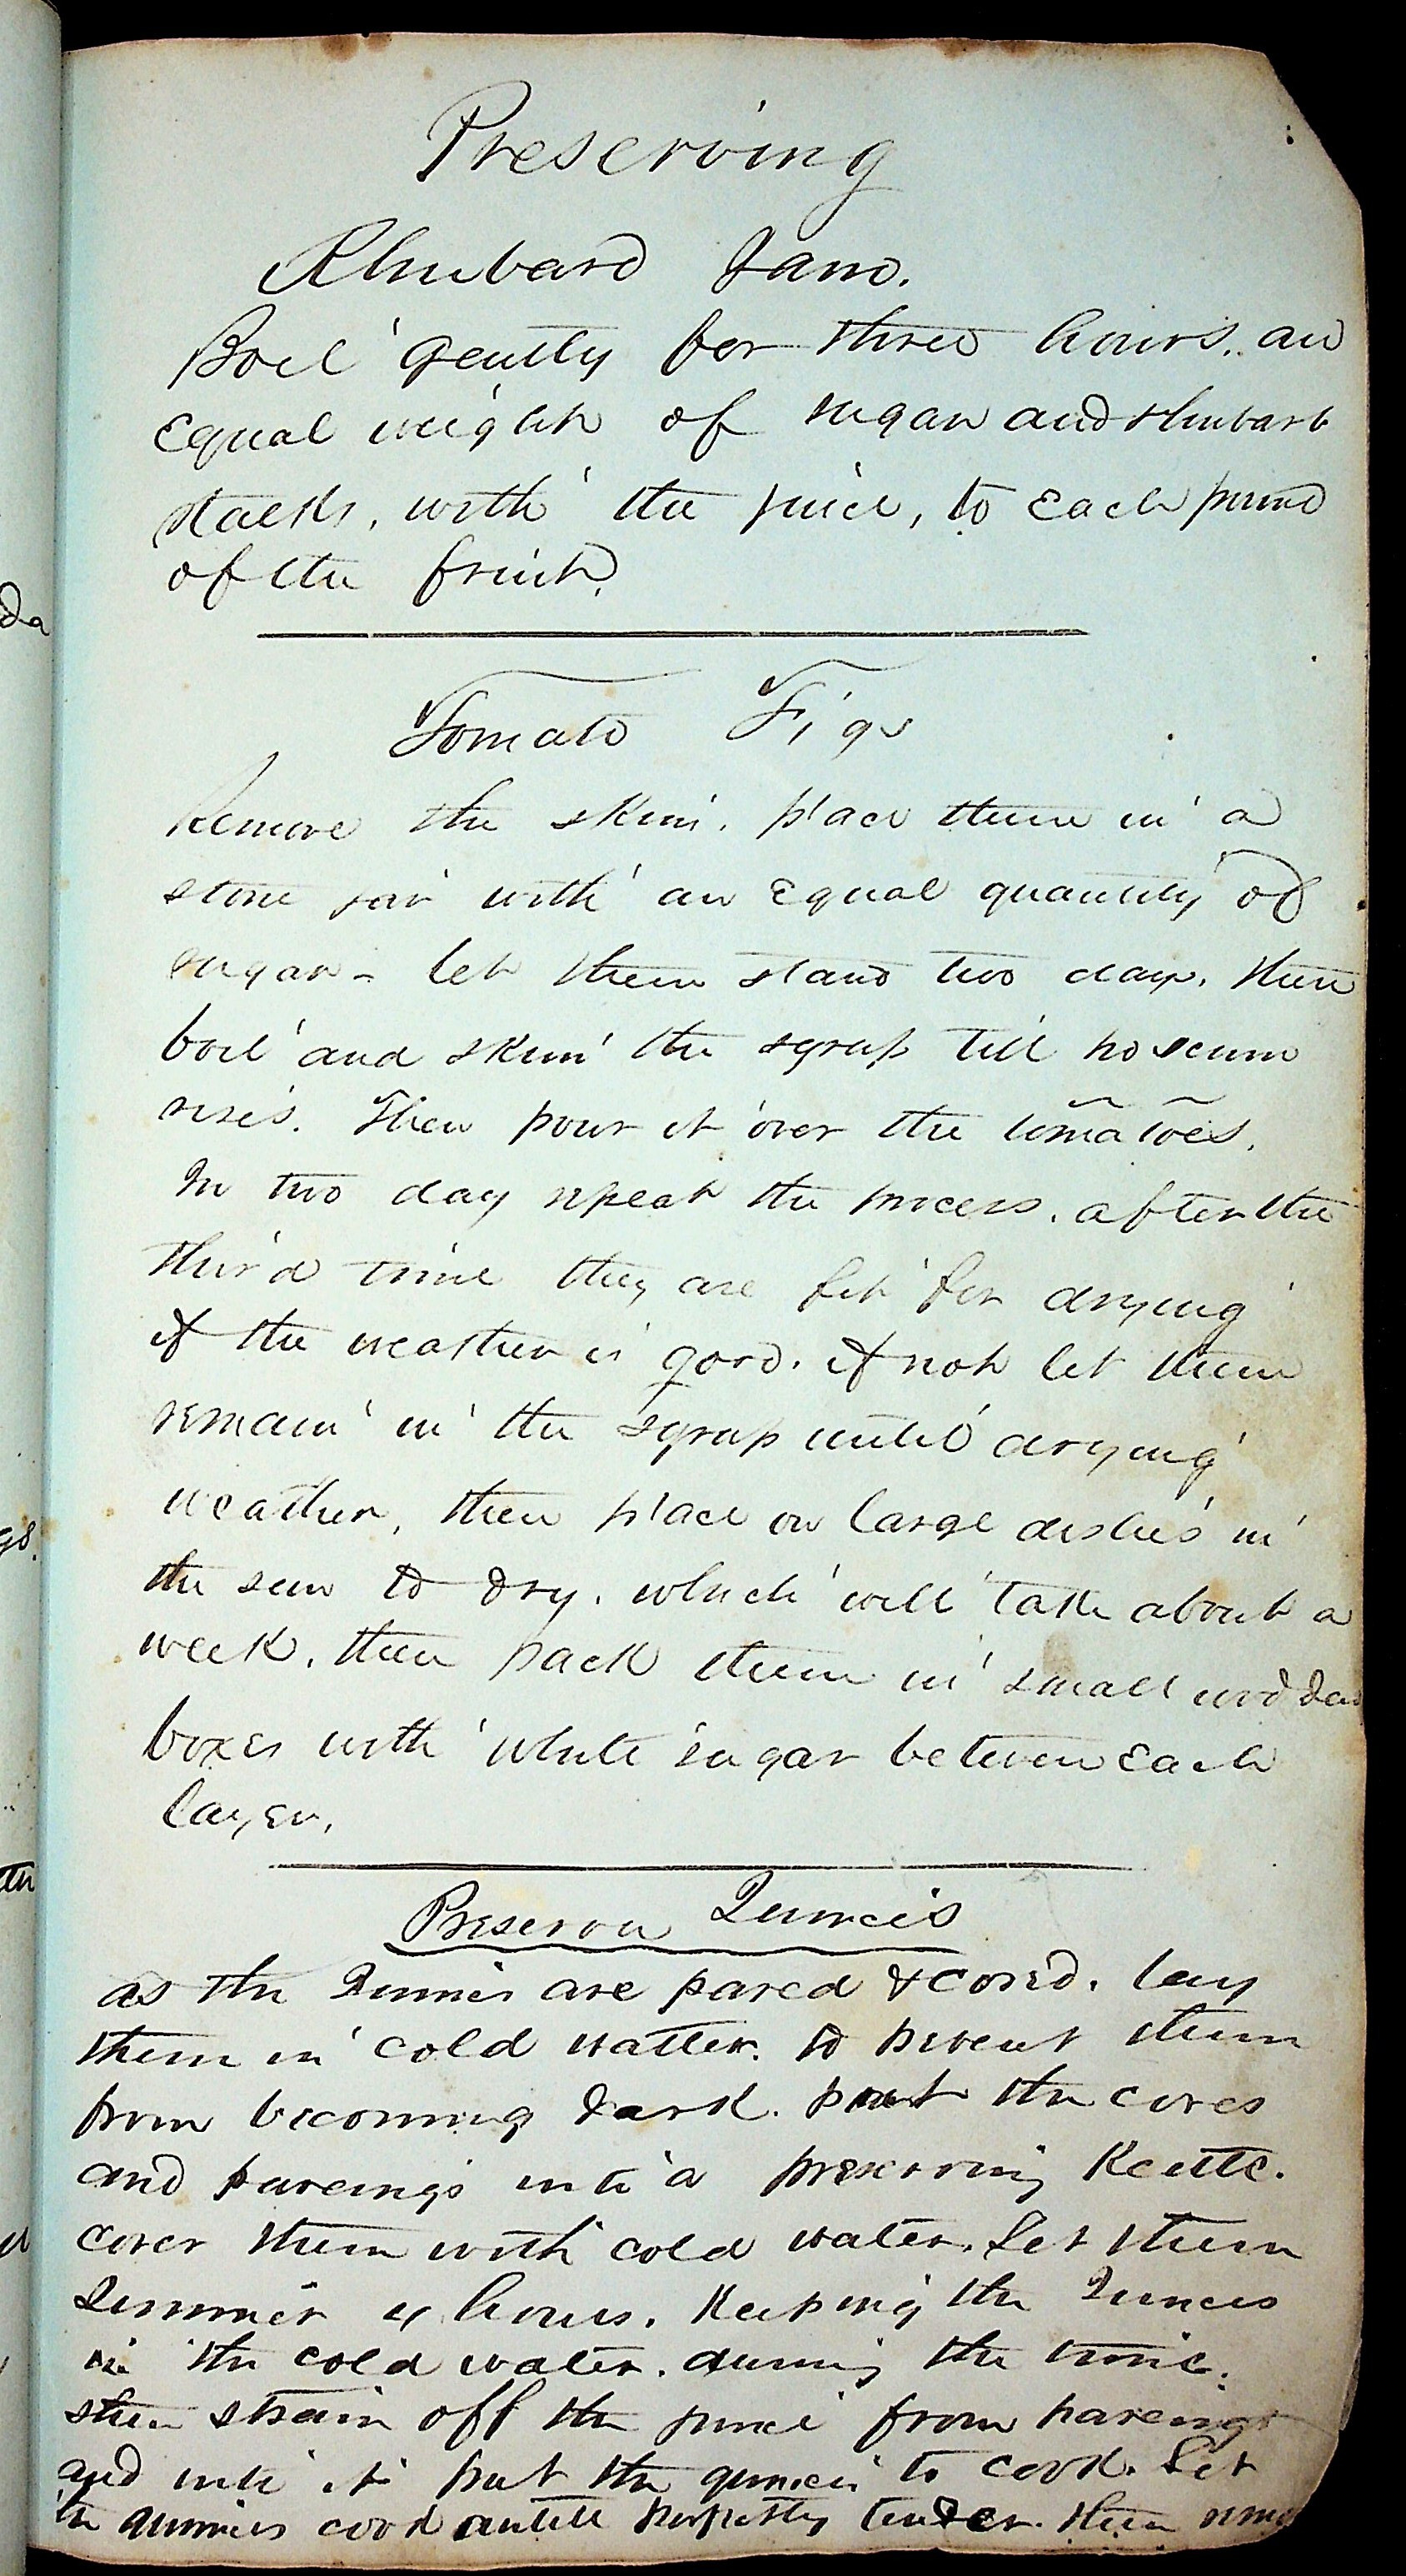 Preserving
Rhubard Jam.
Boil gently for three hours. an
equal weight of sugar and rhubarb
stalks, with the juice, to each pound
of the fruit.
Tomato Figs
Remove the skin. place them in a
stone jar with an equal quantity of
sugar - let them stand two days. then
boil and skim the syrup till no scum
rises. Then pour it over the tomatoes.
In two day repeat the process. after the
third time they are fit for drying
if the weather is good. if not let them
remain in the syrup until drying
weather, then place on large dishes in
the sun to dry. which will take about a
week. then pack them in small wodden
boxes with white sugar between each
layer.
Preserve Quinces
as the Quinces are pared & cored. lay
them in cold watter. to prevent them
from becoming dark. put the cores
and pareings into a preserving Kettle.
cover them with cold water. Let them
Simmer 4 hours. Keeping the Quinces
in the cold water. during the time.
then strain off the juice from pareings
and into it put the quinces to cook. Let
the quinces cook untill perfectly tender. then
da
gs.